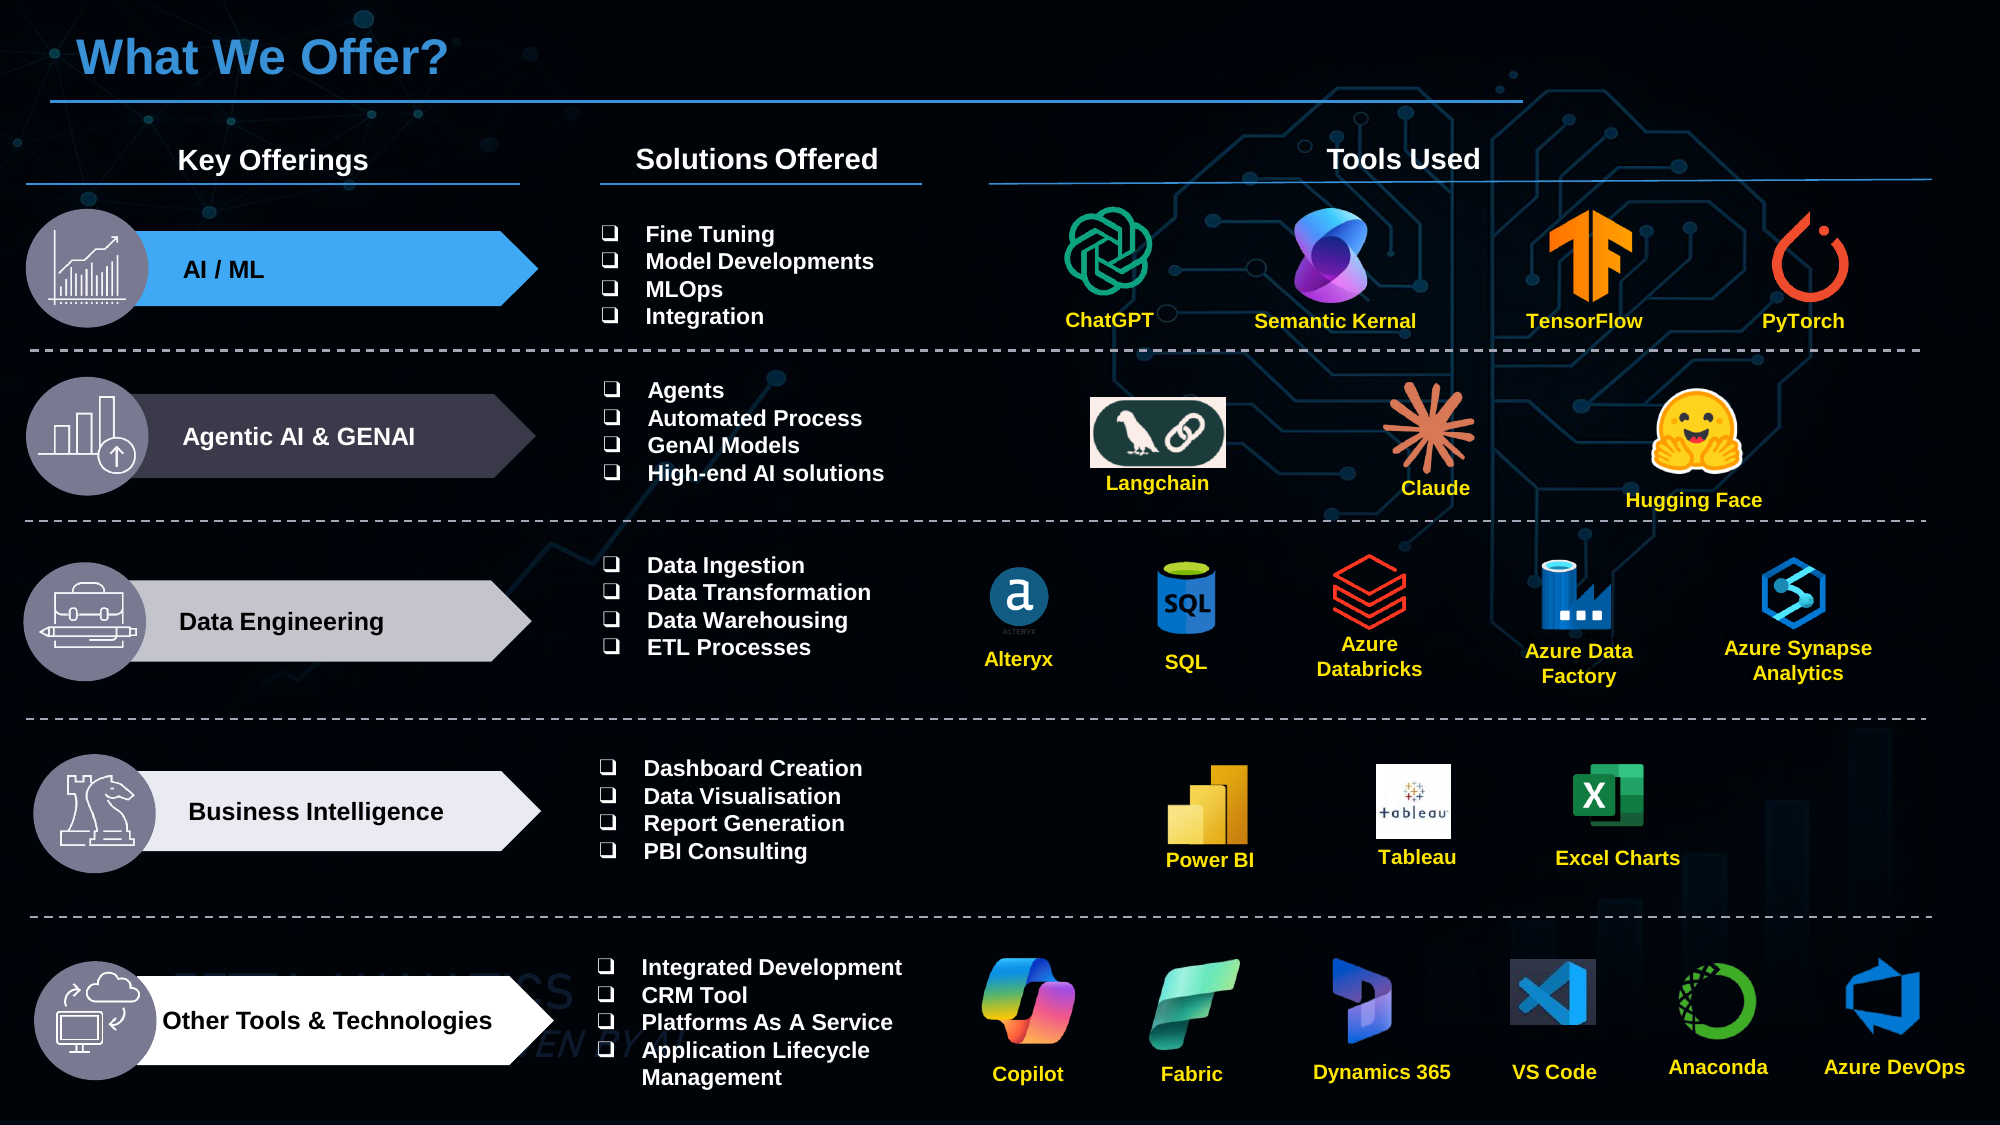 What We Offer?
Key Offerings
Solutions Offered
Tools Used
AI / ML
❑ Fine Tuning
❑ Model Developments
❑ MLOps
❑ Integration
ChatGPT
Semantic Kernal
TensorFlow
PyTorch
Agentic AI & GENAI
❑ Agents
❑ Automated Process
❑ GenAI Models
❑ High-end AI solutions
Langchain
Claude
Hugging Face
Data Engineering
❑ Data Ingestion
❑ Data Transformation
❑ Data Warehousing
❑ ETL Processes
a
ALTERYX
Alteryx
SQL
SQL
Azure
Databricks
Azure Data
Factory
Azure Synapse
Analytics
Business Intelligence
❑ Dashboard Creation
❑ Data Visualisation
❑ Report Generation
❑ PBI Consulting
Power BI
+ableau
Tableau
X
Excel Charts
Other Tools & Technologies
❑ Integrated Development
❑ CRM Tool
❑ Platforms As A Service
❑ Application Lifecycle
Management
Copilot
Fabric
Dynamics 365
VS Code
Anaconda
Azure DevOps